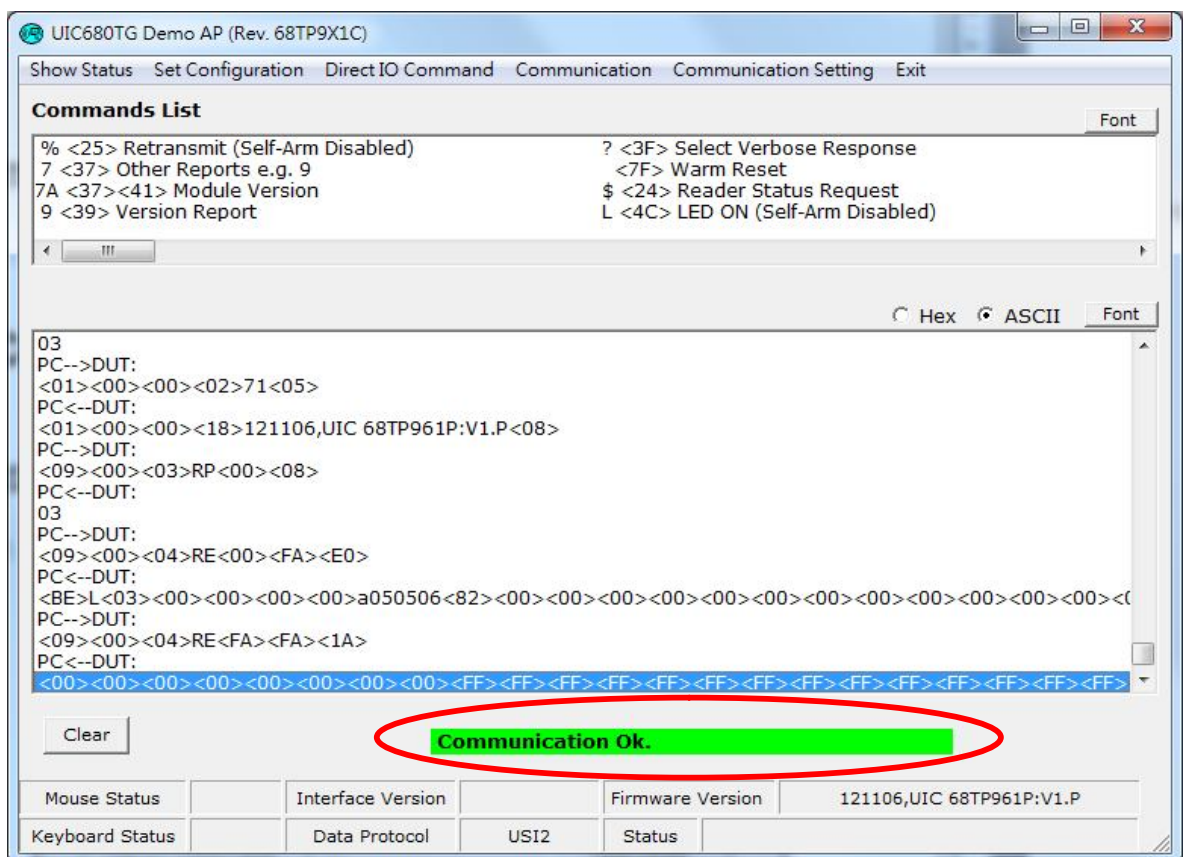 UIC680TG Demo AP (Rev. 68TP9X1C)
Show Status Set Configuration Direct IO Command Communication Communication Setting Exit
Commands List
Font
% <25> Retransmit (Self-Arm Disabled) ? <3F> Select Verbose Response
7 <37> Other Reports e.g. 9 <7F> Warm Reset
7A <37><41> Module Version $ <24> Reader Status Request
9 <39> Version Report L <4C> LED ON (Self-Arm Disabled)
Hex ASCII Font
03
PC-->DUT:
<01><00><00><02>71<05>
PC<--DUT:
<01><00><00><18>121106,UIC 68TP961P:V1.P<08>
PC-->DUT:
<09><00><03>RP<00><08>
PC<--DUT:
03
PC-->DUT:
<09><00><04>RE<00><FA><E0>
PC<--DUT:
<BE>L<03><00><00><00><00>a050506<82><00><00><00><00><00><00><00><00><00><00><00><00><
PC-->DUT:
<09><00><04>RE<FA><FA><1A>
PC<--DUT:
<00><00><00><00><00><00><00><00><FF><FF><FF><FF><FF><FF><FF><FF><FF><FF><FF><FF><FF>
Clear
Communication Ok.
Mouse Status Interface Version Firmware Version 121106,UIC 68TP961P:V1.P
Keyboard Status Data Protocol USI2 Status